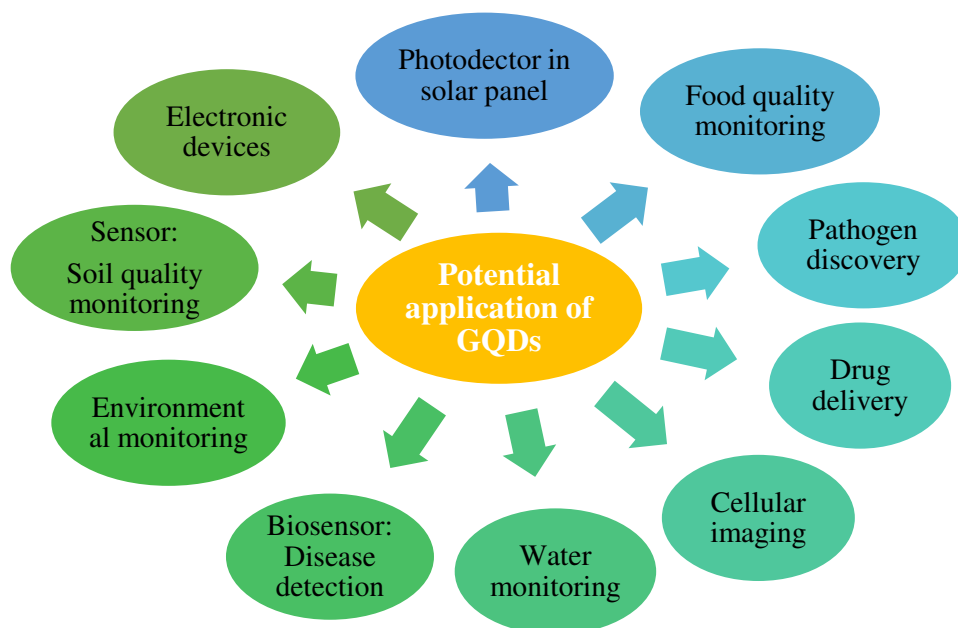 Photodector in
solar panel
Food quality
monitoring
Pathogen
discovery
Drug
delivery
Cellular
imaging
Water
monitoring
Biosensor:
Disease
detection
Environment
al monitoring
Sensor:
Soil quality
monitoring
Electronic
devices
Potential
application of
GQDs